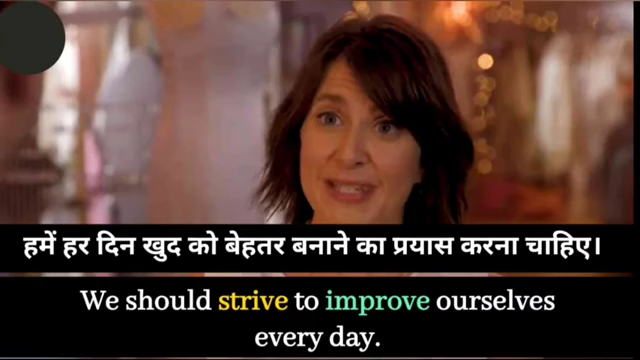 हमें हर दिन खुद को बेहतर बनाने का प्रयास करना चाहिए।
We should strive to improve ourselves
every day.